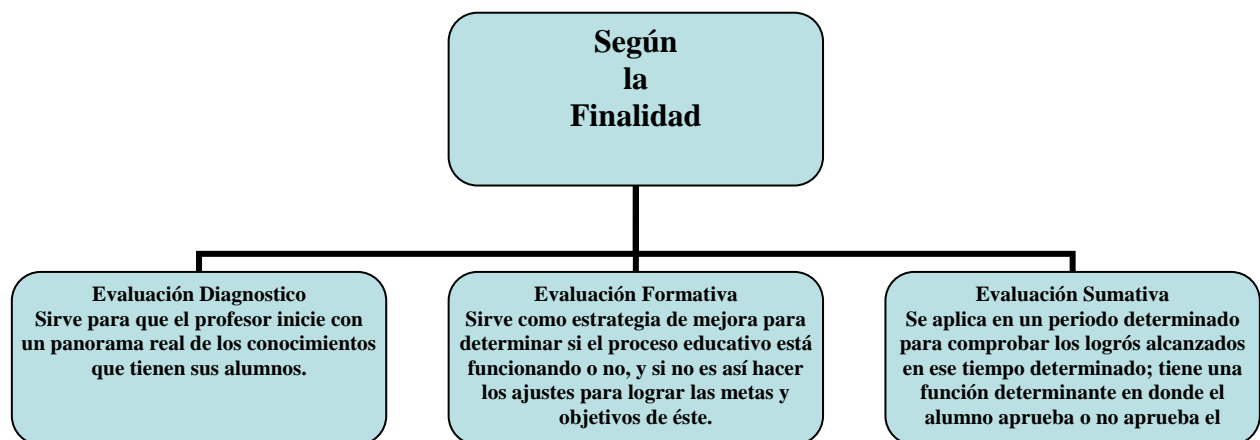 Según
la
Finalidad
Evaluación Diagnostico
Sirve para que el profesor inicie con
un panorama real de los conocimientos
que tienen sus alumnos.
Evaluación Formativa
Sirve como estrategia de mejora para
determinar si el proceso educativo está
funcionando o no, y si no es así hacer
los ajustes para lograr las metas y
objetivos de éste.
Evaluación Sumativa
Se aplica en un periodo determinado
para comprobar los logrós alcanzados
en ese tiempo determinado; tiene una
función determinante en donde el
alumno aprueba o no aprueba el